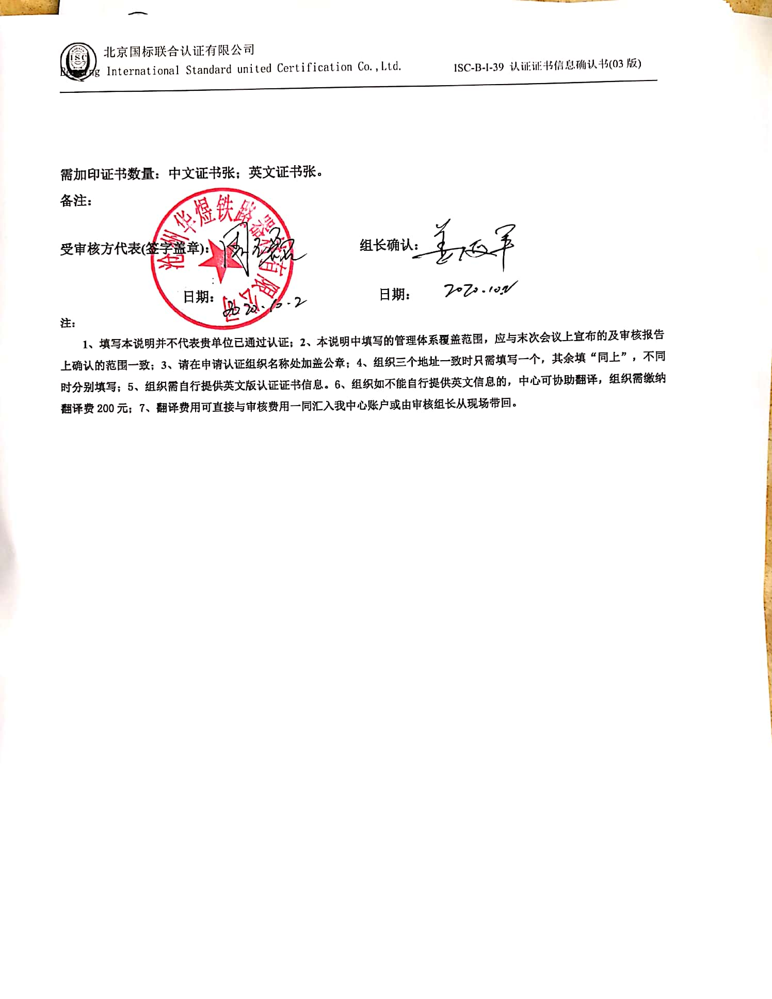 ISC
北京国标联合认证有限公司
Beijing International Standard united Certification Co.,Ltd.
ISC-B-I-39 认证证书信息确认书(03 版)
需加印证书数量：中文证书张；英文证书张。
备注：
沧州华煜铁路器材有限公司
受审核方代表(签字盖章)：
组长确认：
日期：2020.10.2
日期：2020.10.2
注：
1、填写本说明并不代表贵单位已通过认证；2、本说明中填写的管理体系覆盖范围，应与末次会议上宣布的及审核报告
上确认的范围一致；3、请在申请认证组织名称处加盖公章；4、组织三个地址一致时只需填写一个，其余填“同上”，不同
时分别填写；5、组织需自行提供英文版认证证书信息。6、组织如不能自行提供英文信息的，中心可协助翻译，组织需缴纳
翻译费 200 元；7、翻译费用可直接与审核费用一同汇入我中心账户或由审核组长从现场带回。